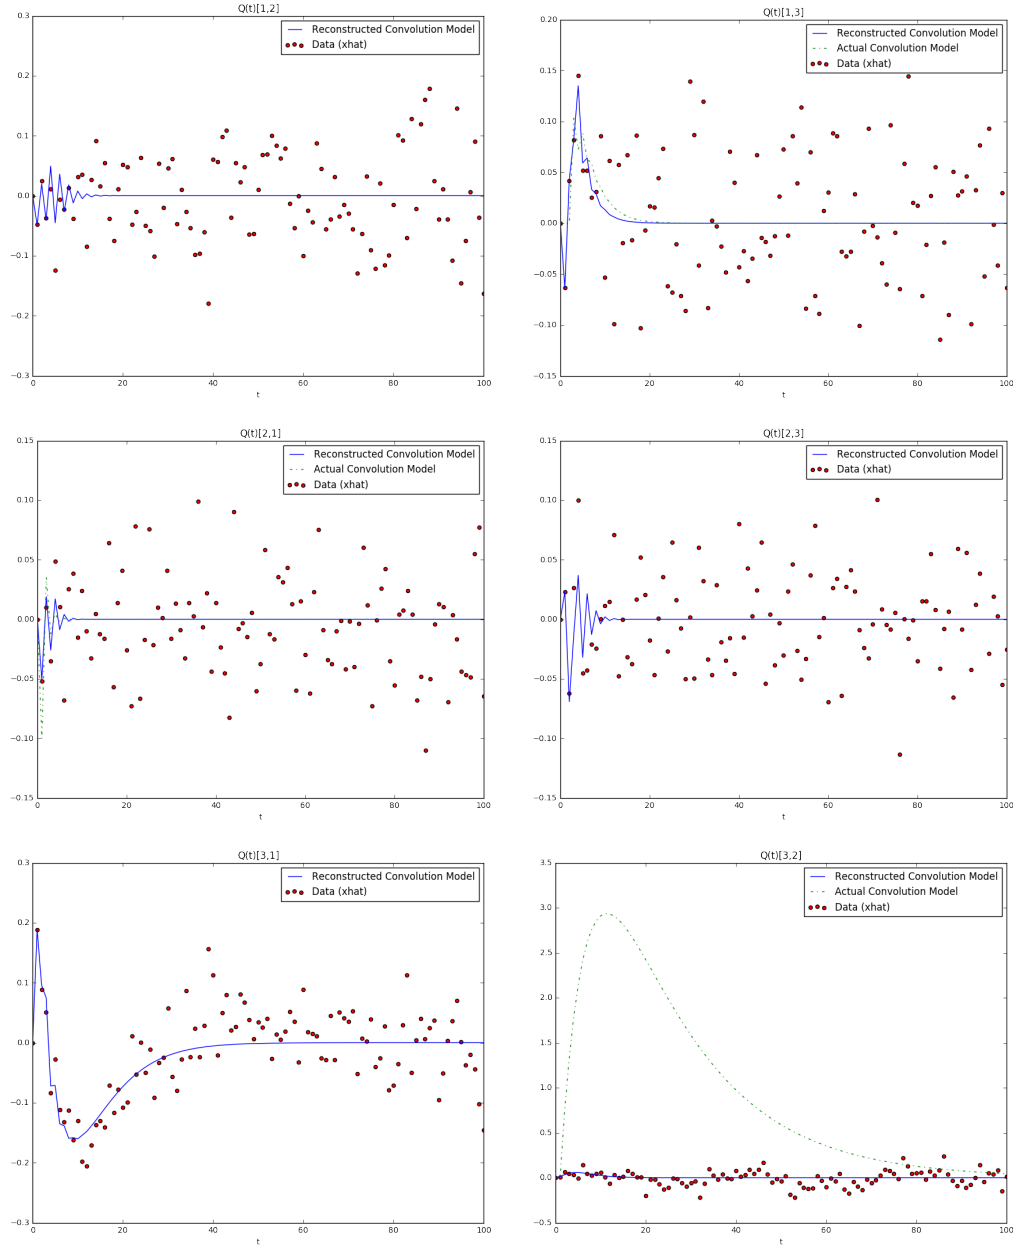 Q(t)[1,2]
Reconstructed Convolution Model
Data (xhat)
0.3
0.2
0.1
0.0
−0.1
−0.2
−0.3
0 20 40 60 80 100
t
Q(t)[1,3]
Reconstructed Convolution Model
Actual Convolution Model
Data (xhat)
0.20
0.15
0.10
0.05
0.00
−0.05
−0.10
−0.15
0 20 40 60 80 100
t
Q(t)[2,1]
Reconstructed Convolution Model
Actual Convolution Model
Data (xhat)
0.15
0.10
0.05
0.00
−0.05
−0.10
−0.15
0 20 40 60 80 100
t
Q(t)[2,3]
Reconstructed Convolution Model
Data (xhat)
0.15
0.10
0.05
0.00
−0.05
−0.10
−0.15
0 20 40 60 80 100
t
Q(t)[3,1]
Reconstructed Convolution Model
Data (xhat)
0.3
0.2
0.1
0.0
−0.1
−0.2
−0.3
0 20 40 60 80 100
t
Q(t)[3,2]
Reconstructed Convolution Model
Actual Convolution Model
Data (xhat)
3.5
3.0
2.5
2.0
1.5
1.0
0.5
0.0
−0.5
0 20 40 60 80 100
t